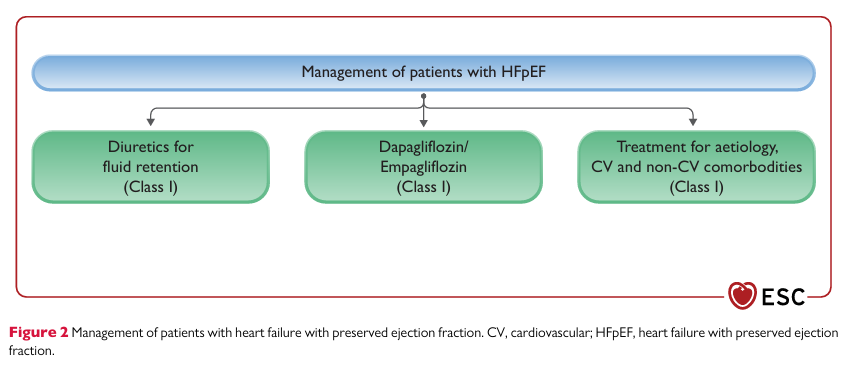 Management of patients with HFpEF
Diuretics for
fluid retention
(Class I)
Dapagliflozin/
Empagliflozin
(Class I)
Treatment for aetiology,
CV and non-CV comorbodities
(Class I)
ESC
Figure 2 Management of patients with heart failure with preserved ejection fraction. CV, cardiovascular; HFpEF, heart failure with preserved ejection
fraction.